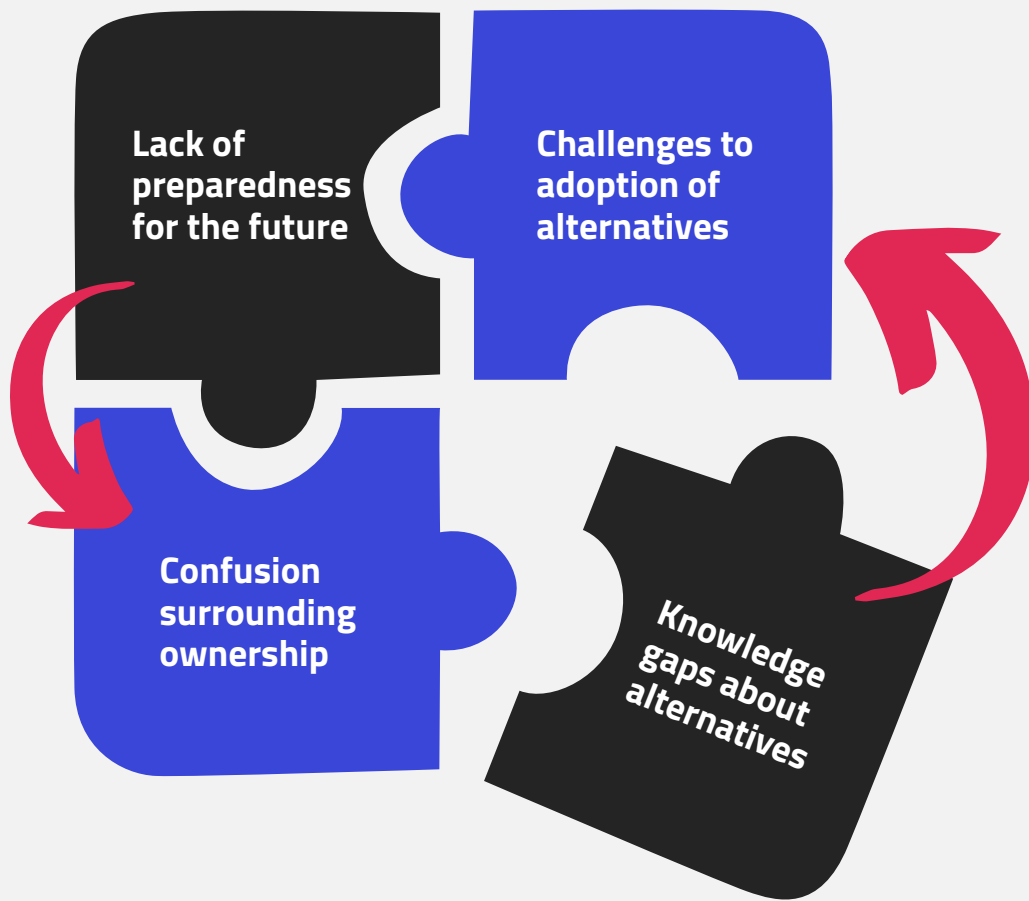 Lack of
preparedness
for the future
Challenges to
adoption of
alternatives
Confusion
surrounding
ownership
Knowledge
gaps about
alternatives